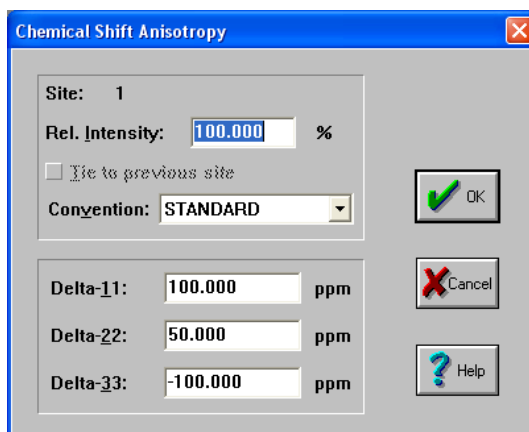 Chemical Shift Anisotropy
Site: 1
Rel. Intensity: 100.000 %
Tie to previous site
Convention: STANDARD
OK
Delta-11: 100.000 ppm
Cancel
Delta-22: 50.000 ppm
Delta-33: -100.000 ppm
Help